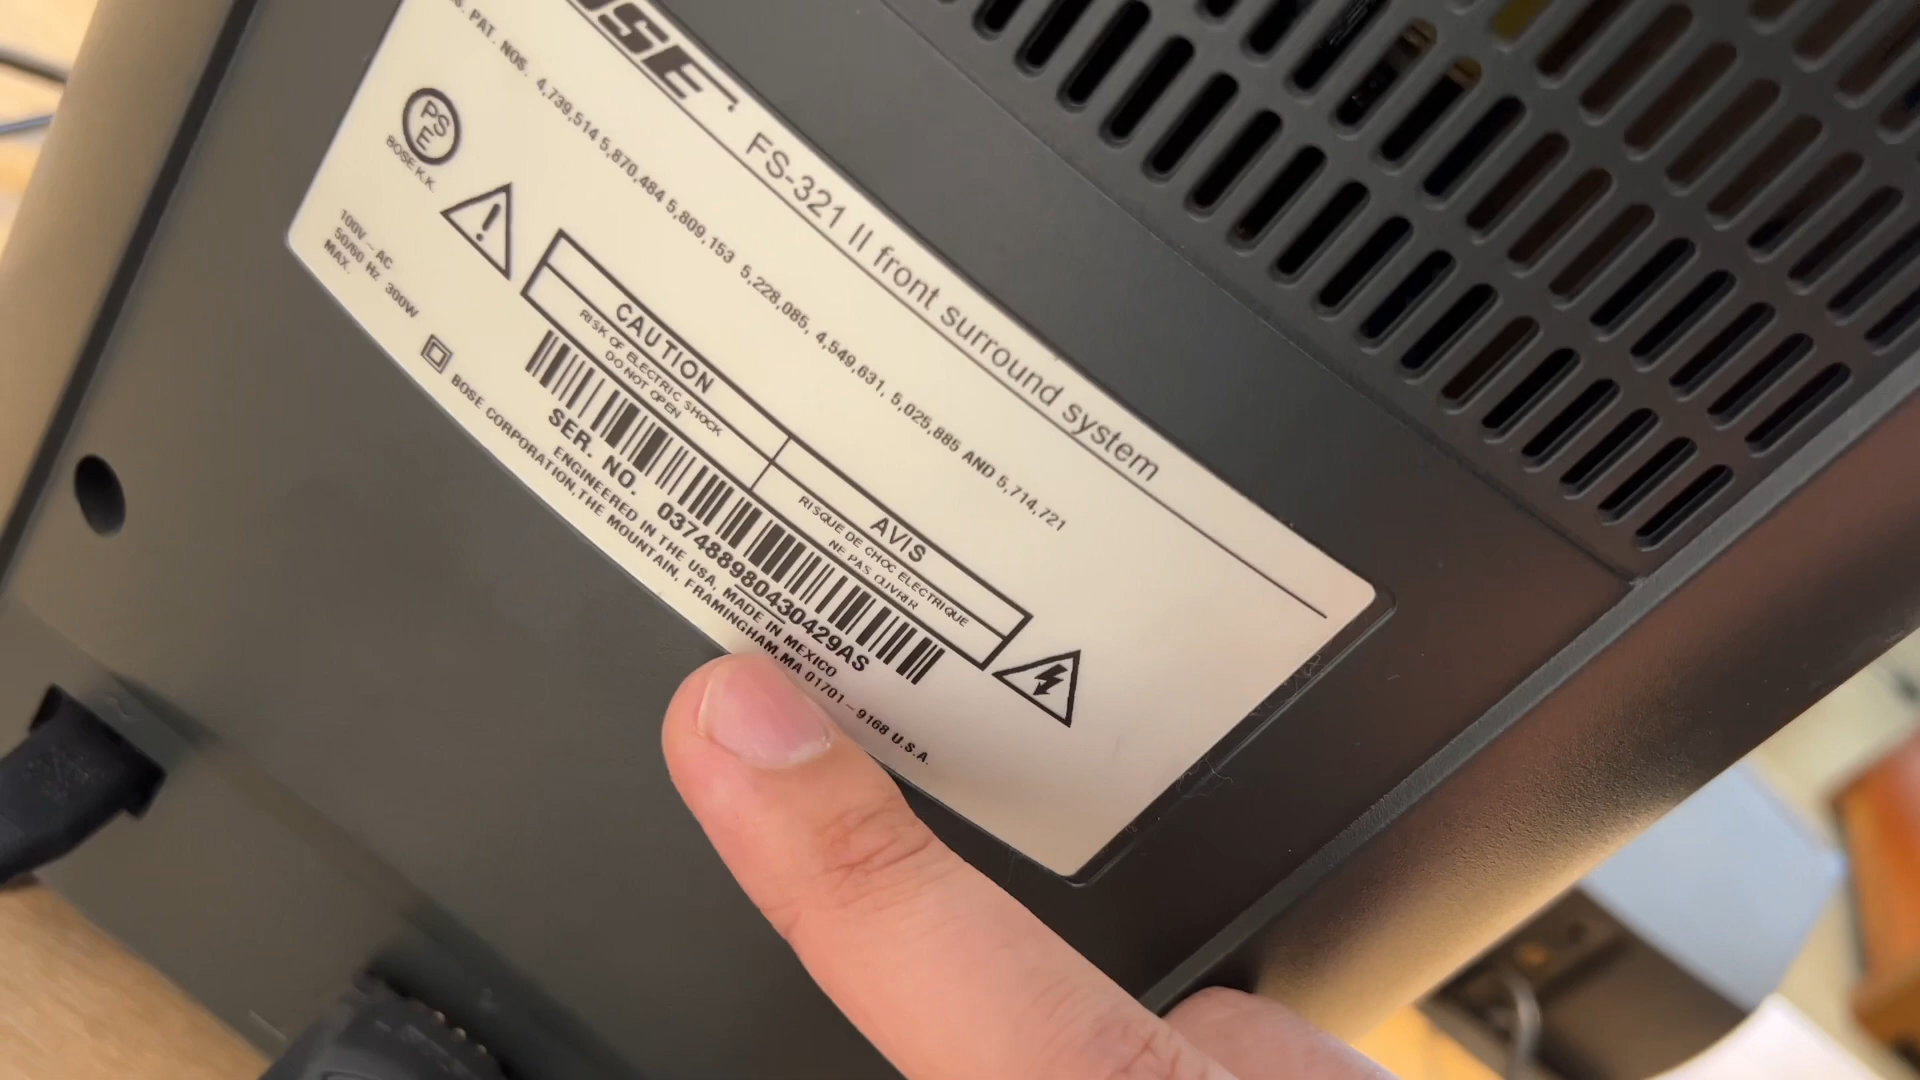 BOSE FS-321 II front surround system
PAT. NOS. 4,739,514 5,870,484 5,809,153 5,228,085, 4,549,631, 5,025,885 AND 5,714,721
PS
E
BOSE K.K.
!
100V ~ AC
50/60 Hz 300W
MAX.
CAUTION
RISK OF ELECTRIC SHOCK
DO NOT OPEN
AVIS
RISQUE DE CHOC ELECTRIQUE
NE PAS OUVRIR
SER. NO. 037488980430429AS
ENGINEERED IN THE USA, MADE IN MEXICO
BOSE CORPORATION,THE MOUNTAIN, FRAMINGHAM,MA 01701-9168 U.S.A.